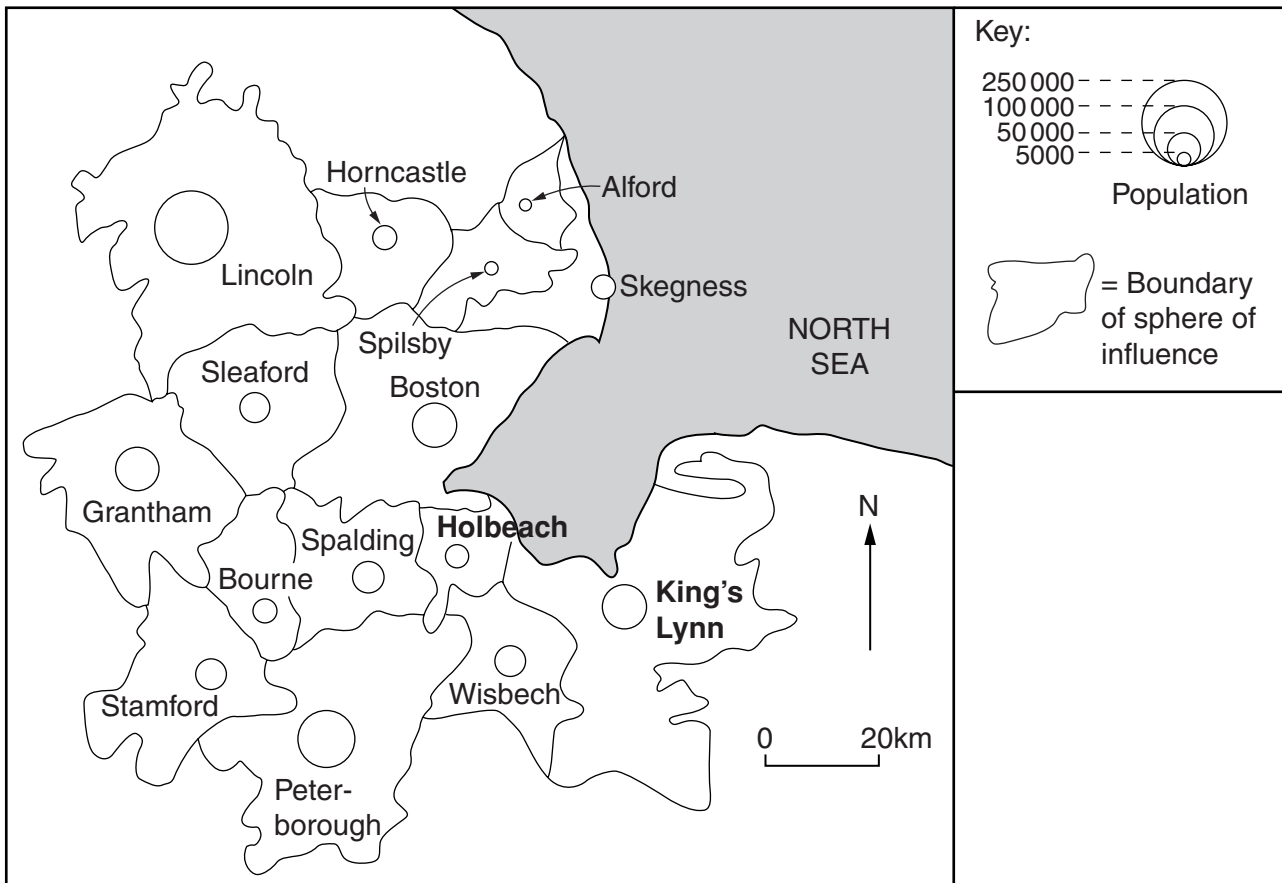 Horncastle
Alford
Lincoln
Skegness
Spilsby
NORTH
SEA
Sleaford
Boston
Grantham
Holbeach
Spalding
Bourne
King's
Lynn
N
Stamford
Wisbech
Peter-
borough
0 20km
Key:
250 000
100 000
50 000
5000
Population
= Boundary
of sphere of
influence